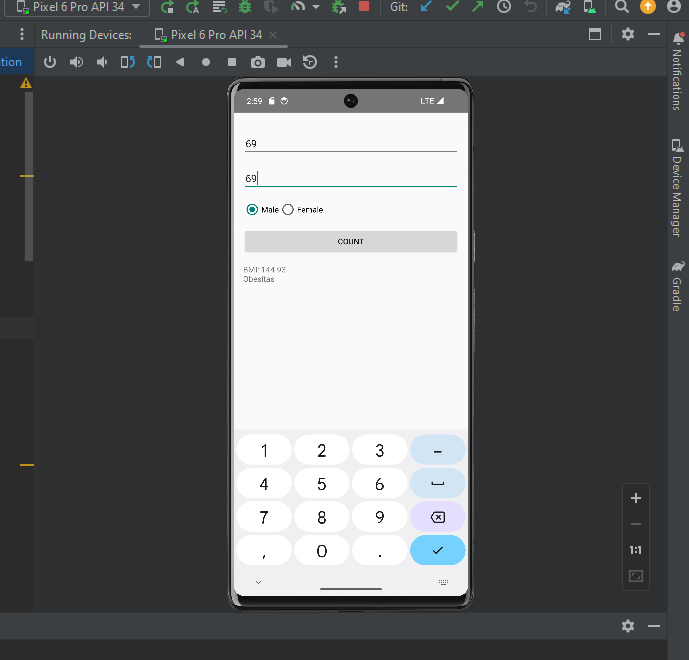 Pixel 6 Pro API 34
Git:
Running Devices:
Pixel 6 Pro API 34
ation
2:59
LTE
69
69
Male
Female
COUNT
BMI: 144.93
Obesitas
1 2 3 -
4 5 6
7 8 9
, 0 .
1:1
Notifications
Device Manager
Gradle